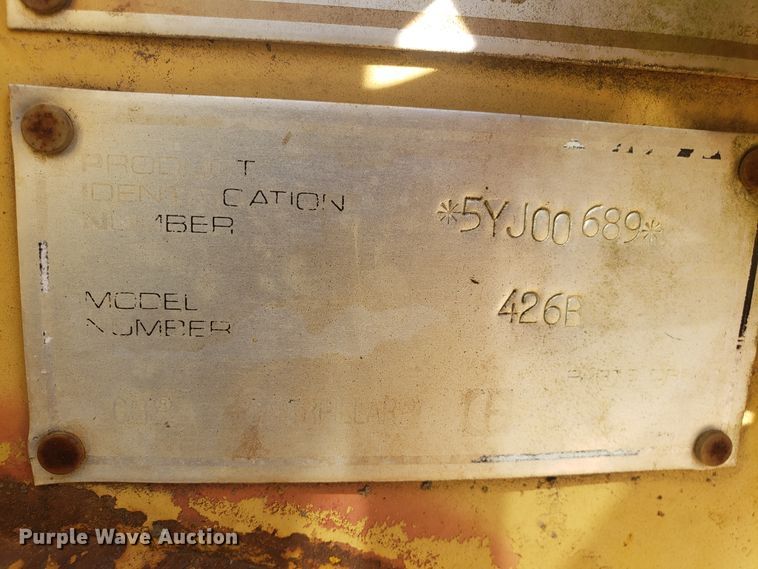 PRODUCT
IDENTIFICATION
NUMBER
*5YJ00689*
MODEL
NUMBER
426B
Purple Wave Auction